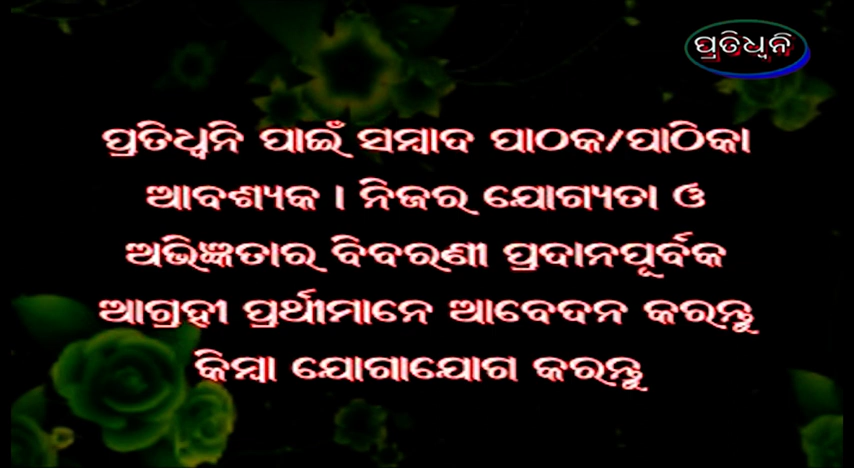 ପ୍ରତିଧ୍ୱନି
ପ୍ରତିଧ୍ୱନି ପାଇଁ ସମ୍ବାଦ ପାଠକ/ପାଠିକା
ଆବଶ୍ୟକ । ନିଜର ଯୋଗ୍ୟତା ଓ
ଅଭିଜ୍ଞତାର ବିବରଣୀ ପ୍ରଦାନପୂର୍ବକ
ଆଗ୍ରହୀ ପ୍ରର୍ଥୀମାନେ ଆବେଦନ କରନ୍ତୁ
କିମ୍ବା ଯୋଗାଯୋଗ କରନ୍ତୁ